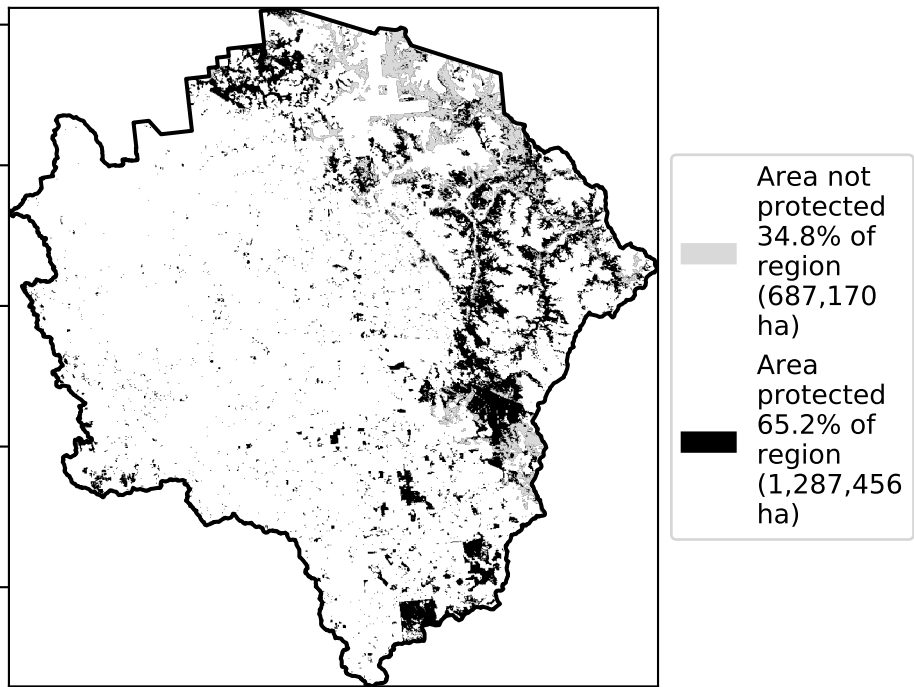 Area not
protected
34.8% of
region
(687,170
ha)
Area
protected
65.2% of
region
(1,287,456
ha)